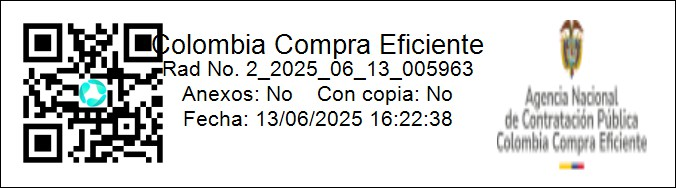 Colombia Compra Eficiente
Rad No. 2_2025_06_13_005963
Anexos: No    Con copia: No
Fecha: 13/06/2025 16:22:38
Agencia Nacional
de Contratación Pública
Colombia Compra Eficiente